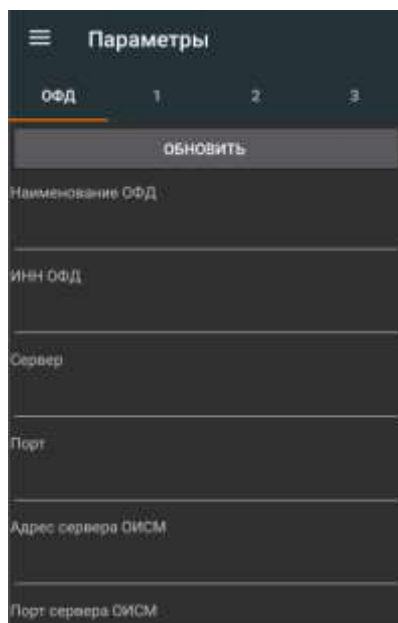 Параметры
ОФД 1 2 3
ОБНОВИТЬ
Наименование ОФД
ИНН ОФД
Сервер
Порт
Адрес сервера ОИСМ
Порт сервера ОИСМ